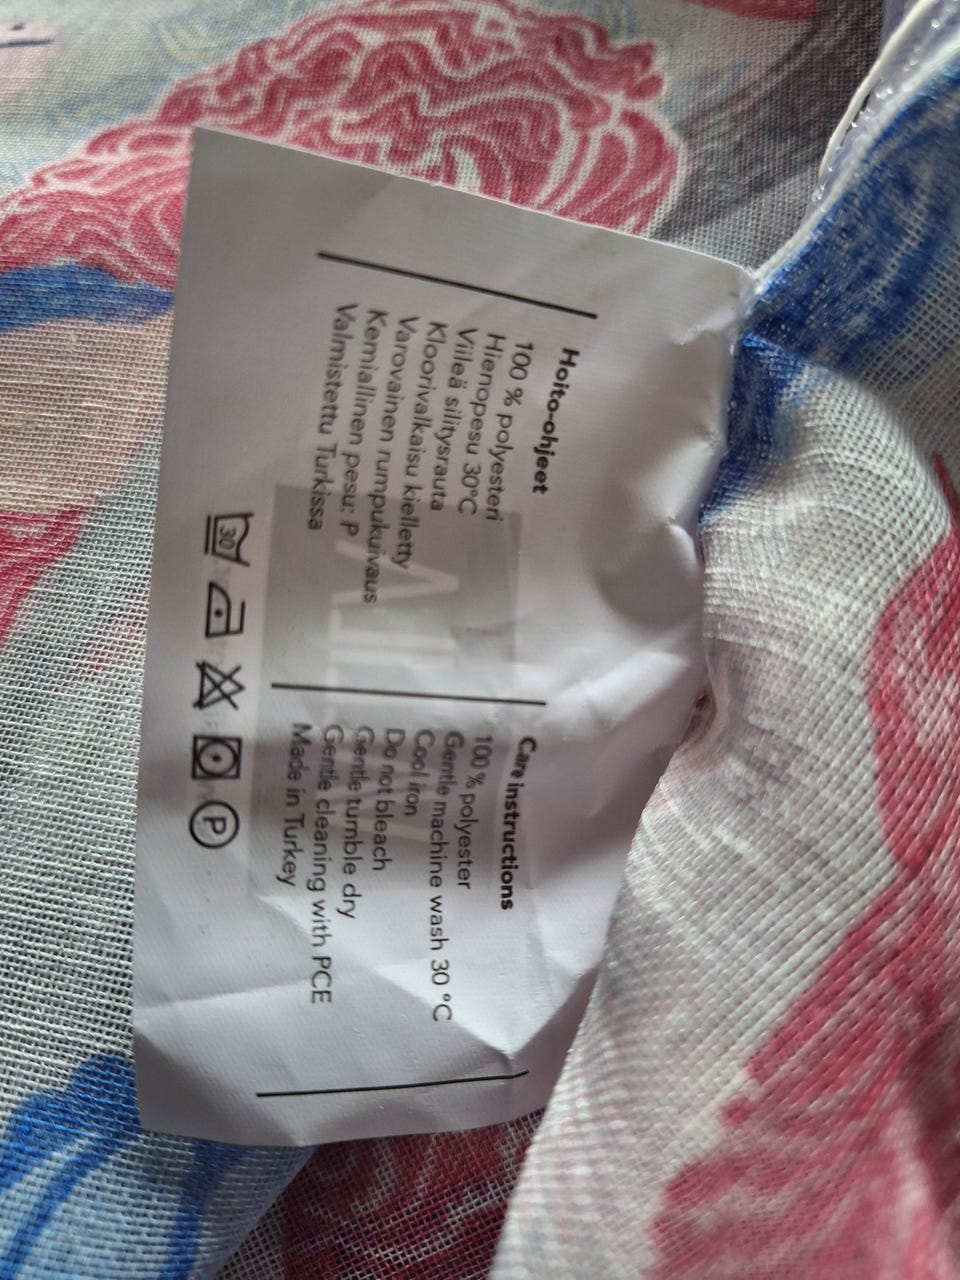 Hoito-ohjeet
100 % polyesteri
Hienopesu 30°C
Viileä silitysrauta
Kloorivalkaisu kielletty
Varovainen rumpukuivaus
Kemiallinen pesu: P
Valmistettu Turkissa
Care instructions
100 % polyester
Gentle machine wash 30 °C
Cool iron
Do not bleach
Gentle tumble dry
Gentle cleaning with PCE
Made in Turkey
30 P